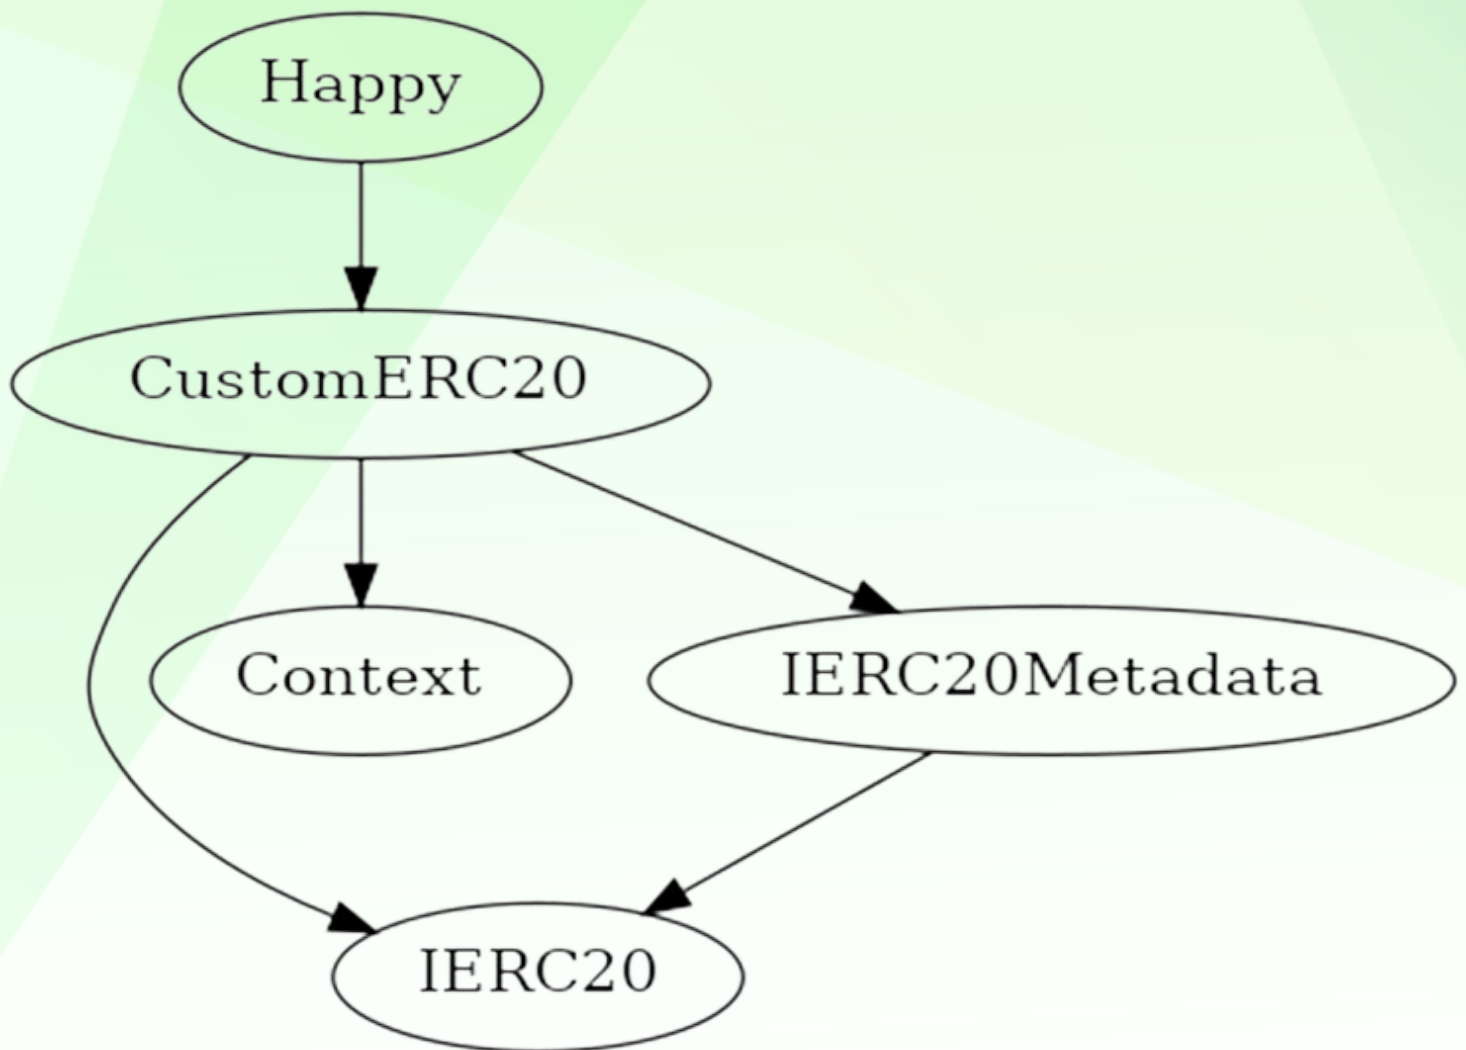 Happy
CustomERC20
Context
IERC20Metadata
IERC20